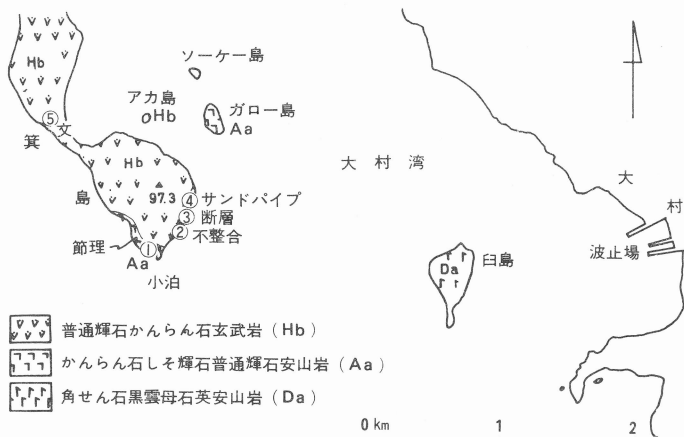 Hb
ソーケー島
アカ島
Hb
ガロー島
Aa
⑤
文
箕
Hb
大村湾
大
村
島
97.3
④サンドパイプ
③断層
②不整合
節理
①
Aa
小泊
臼島
Da
波止場
普通輝石かんらん石玄武岩(Hb)
かんらん石しそ輝石普通輝石安山岩(Aa)
角せん石黒雲母石英安山岩(Da)
0 km 1 2